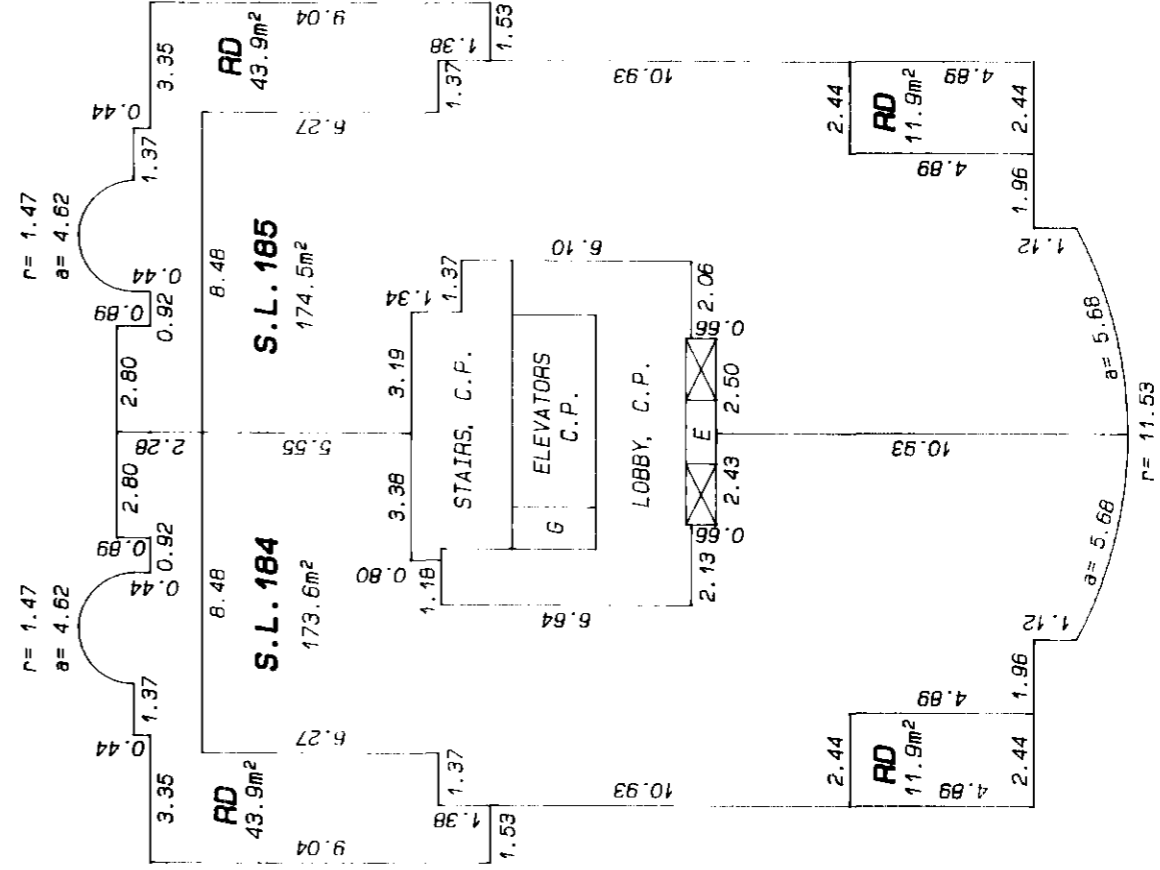 r= 1.47
a= 4.62
r= 1.47
a= 4.62
9.04
1.53
3.35
RD
43.9m²
1.38
1.37
0.44
1.37
6.27
10.93
2.44
RD
11.9m²
4.89
2.44
4.89
1.96
1.12
0.44
0.92
0.89
2.80
8.48
S.L.185
174.5m²
1.34
1.37
6.10
2.06
0.66
3.19
STAIRS, C.P.
ELEVATORS
C.P.
G
LOBBY, C.P.
E
2.50
2.43
2.28
5.55
10.93
a= 5.68
r= 11.53
a= 5.68
2.80
0.89
0.92
0.44
8.48
S.L.184
173.6m²
3.38
0.80
1.18
6.64
2.13
0.66
1.12
1.96
1.37
0.44
3.35
RD
43.9m²
6.27
1.37
1.38
9.04
1.53
10.93
2.44
RD
11.9m²
4.89
4.89
2.44